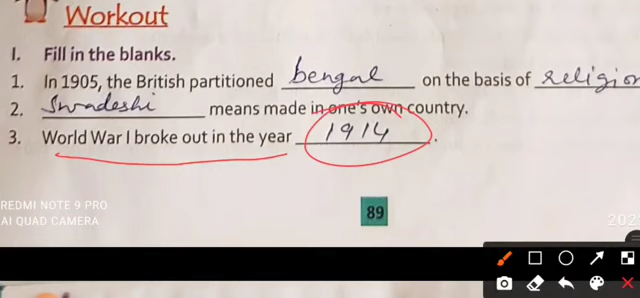 Workout
I. Fill in the blanks.
1. In 1905, the British partitioned bengal on the basis of religion
2. Swadeshi means made in one's own country.
3. World War I broke out in the year 1914.
REDMI NOTE 9 PRO
AI QUAD CAMERA
89
202